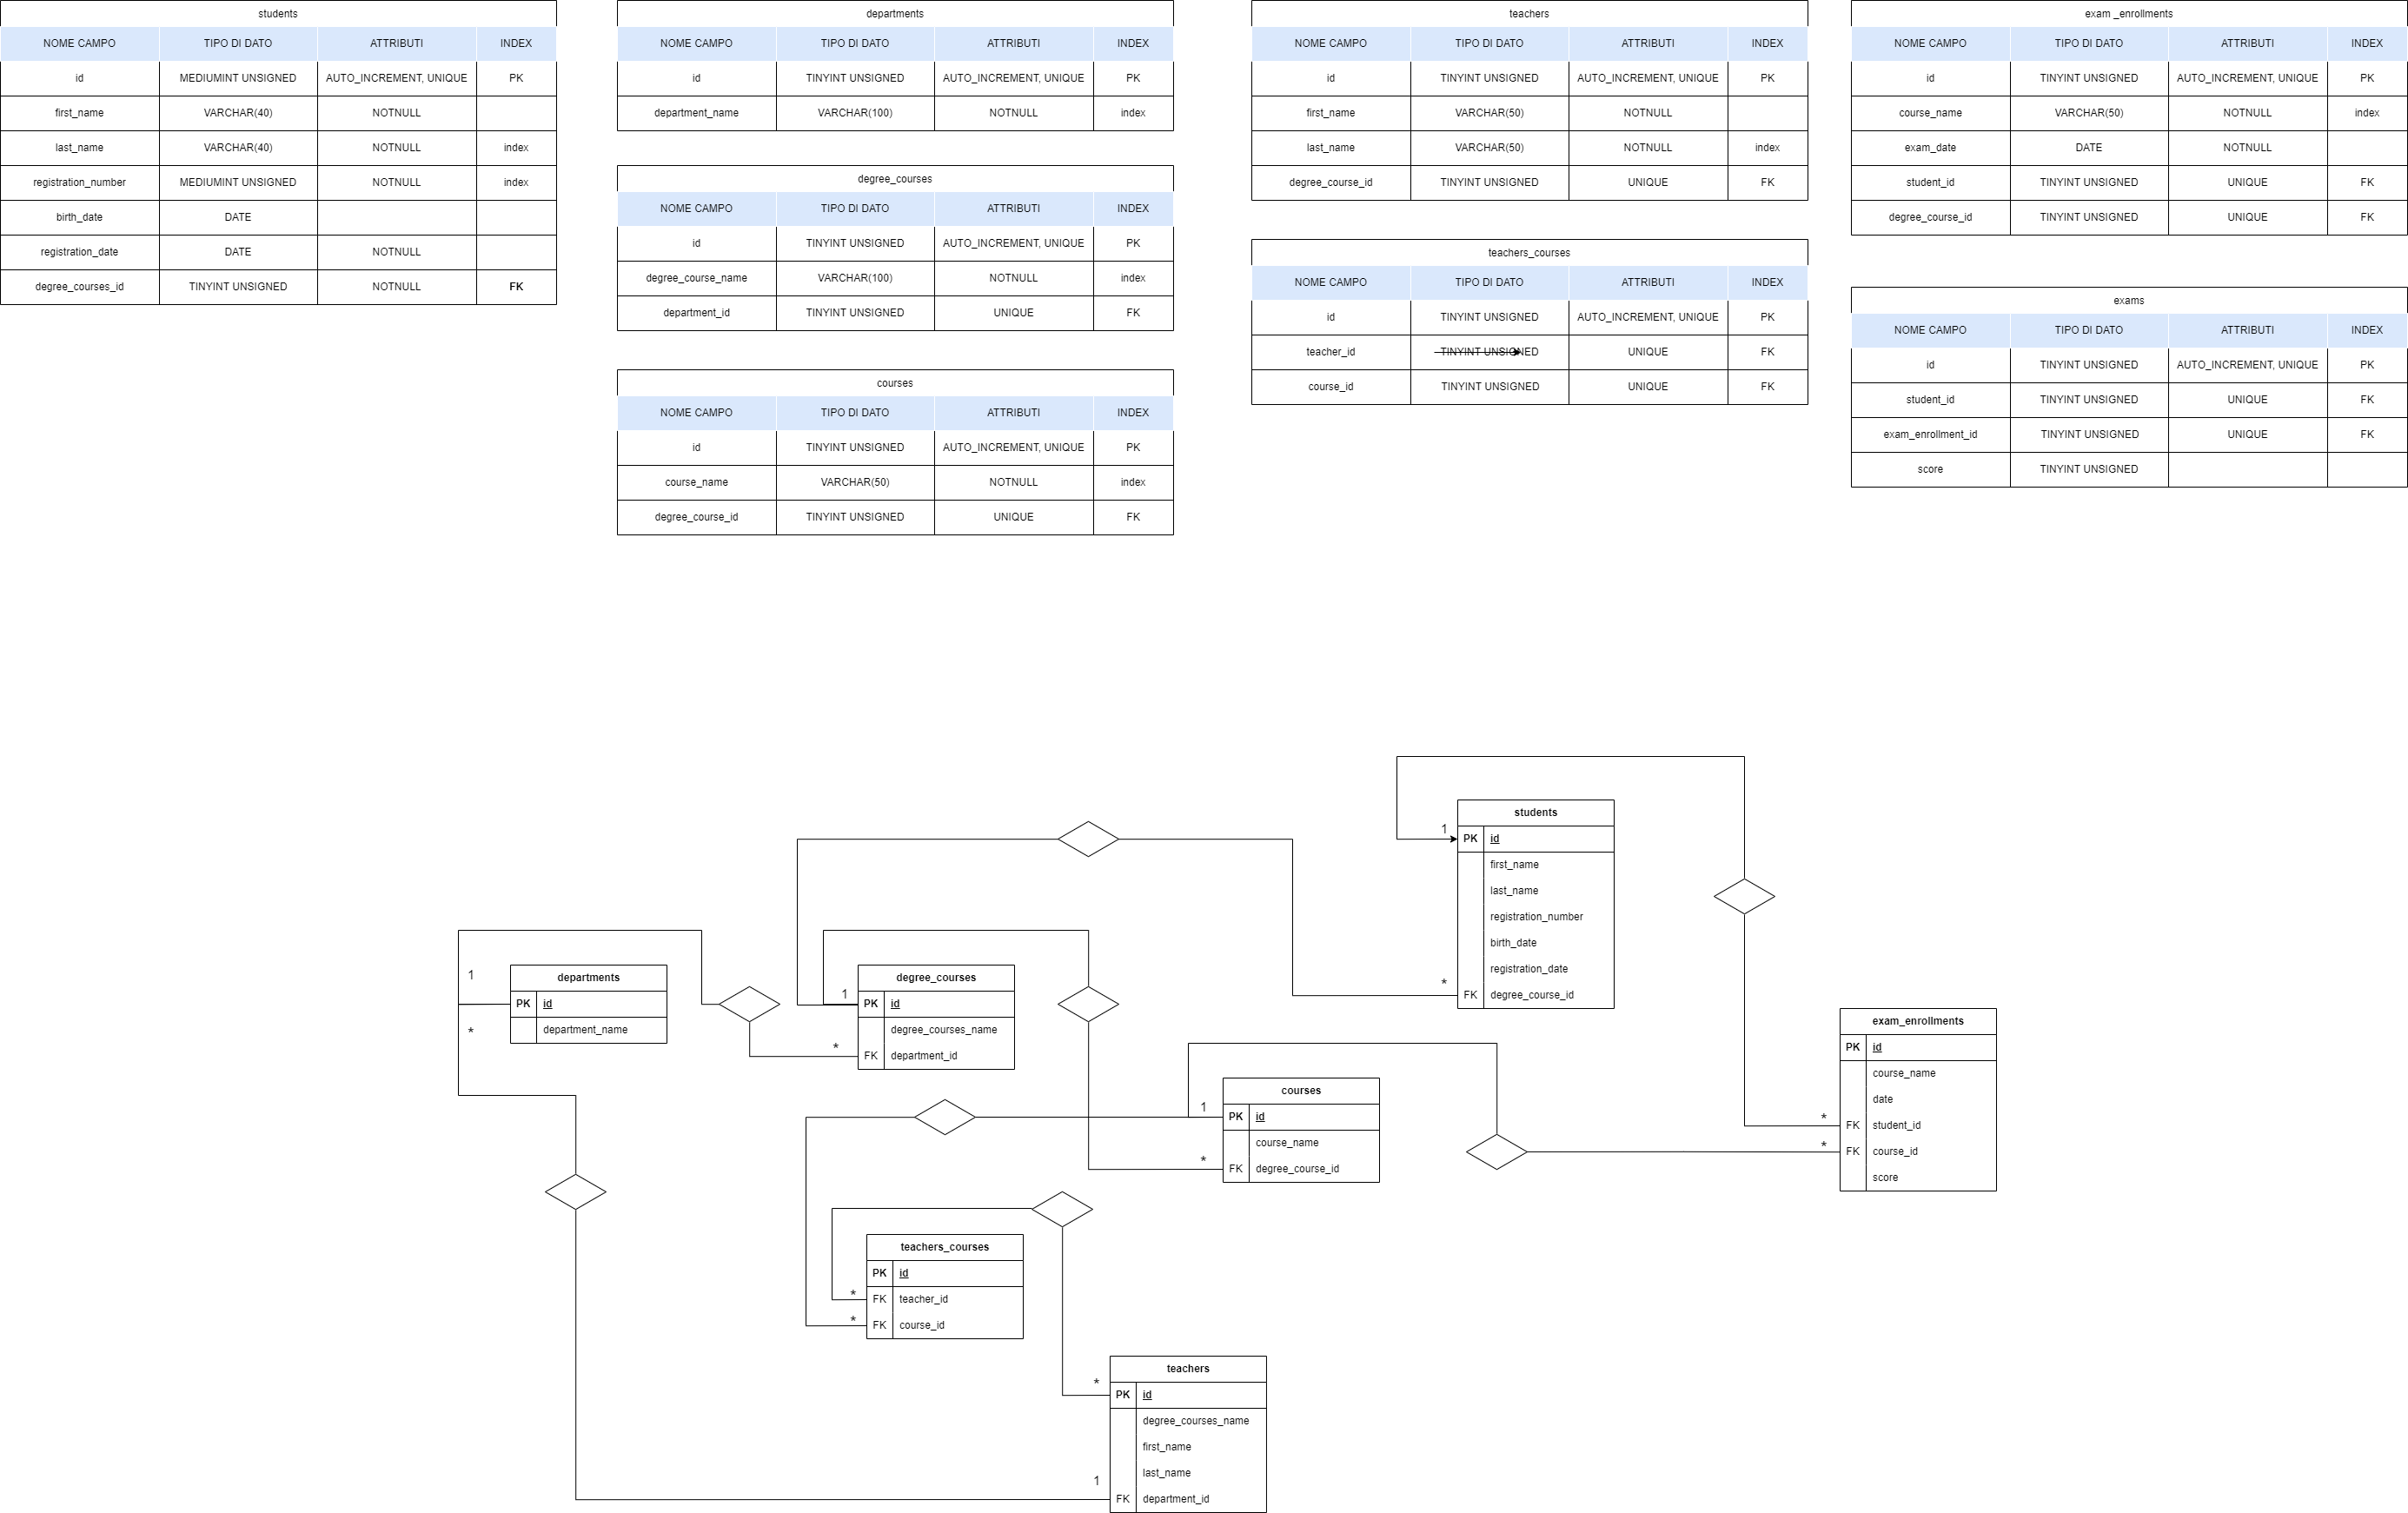 students
NOME CAMPO TIPO DI DATO ATTRIBUTI INDEX
id MEDIUMINT UNSIGNED AUTO_INCREMENT, UNIQUE PK
first_name VARCHAR(40) NOTNULL
last_name VARCHAR(40) NOTNULL index
registration_number MEDIUMINT UNSIGNED NOTNULL index
birth_date DATE
registration_date DATE NOTNULL
degree_courses_id TINYINT UNSIGNED NOTNULL FK
departments
NOME CAMPO TIPO DI DATO ATTRIBUTI INDEX
id TINYINT UNSIGNED AUTO_INCREMENT, UNIQUE PK
department_name VARCHAR(100) NOTNULL index
degree_courses
NOME CAMPO TIPO DI DATO ATTRIBUTI INDEX
id TINYINT UNSIGNED AUTO_INCREMENT, UNIQUE PK
degree_course_name VARCHAR(100) NOTNULL index
department_id TINYINT UNSIGNED UNIQUE FK
courses
NOME CAMPO TIPO DI DATO ATTRIBUTI INDEX
id TINYINT UNSIGNED AUTO_INCREMENT, UNIQUE PK
course_name VARCHAR(50) NOTNULL index
degree_course_id TINYINT UNSIGNED UNIQUE FK
teachers
NOME CAMPO TIPO DI DATO ATTRIBUTI INDEX
id TINYINT UNSIGNED AUTO_INCREMENT, UNIQUE PK
first_name VARCHAR(50) NOTNULL
last_name VARCHAR(50) NOTNULL index
degree_course_id TINYINT UNSIGNED UNIQUE FK
teachers_courses
NOME CAMPO TIPO DI DATO ATTRIBUTI INDEX
id TINYINT UNSIGNED AUTO_INCREMENT, UNIQUE PK
teacher_id TINYINT UNSIGNED UNIQUE FK
course_id TINYINT UNSIGNED UNIQUE FK
exam _enrollments
NOME CAMPO TIPO DI DATO ATTRIBUTI INDEX
id TINYINT UNSIGNED AUTO_INCREMENT, UNIQUE PK
course_name VARCHAR(50) NOTNULL index
exam_date DATE NOTNULL
student_id TINYINT UNSIGNED UNIQUE FK
degree_course_id TINYINT UNSIGNED UNIQUE FK
exams
NOME CAMPO TIPO DI DATO ATTRIBUTI INDEX
id TINYINT UNSIGNED AUTO_INCREMENT, UNIQUE PK
student_id TINYINT UNSIGNED UNIQUE FK
exam_enrollment_id TINYINT UNSIGNED UNIQUE FK
score TINYINT UNSIGNED
students
1 PK id
first_name
last_name
registration_number
birth_date
registration_date
* FK degree_course_id
departments
1
PK id
* department_name
degree_courses
1 PK id
degree_courses_name
* FK department_id
exam_enrollments
PK id
course_name
date
* FK student_id
* FK course_id
score
courses
1 PK id
course_name
* FK degree_course_id
teachers_courses
PK id
* FK teacher_id
* FK course_id
teachers
* PK id
degree_courses_name
first_name
last_name
1
FK department_id